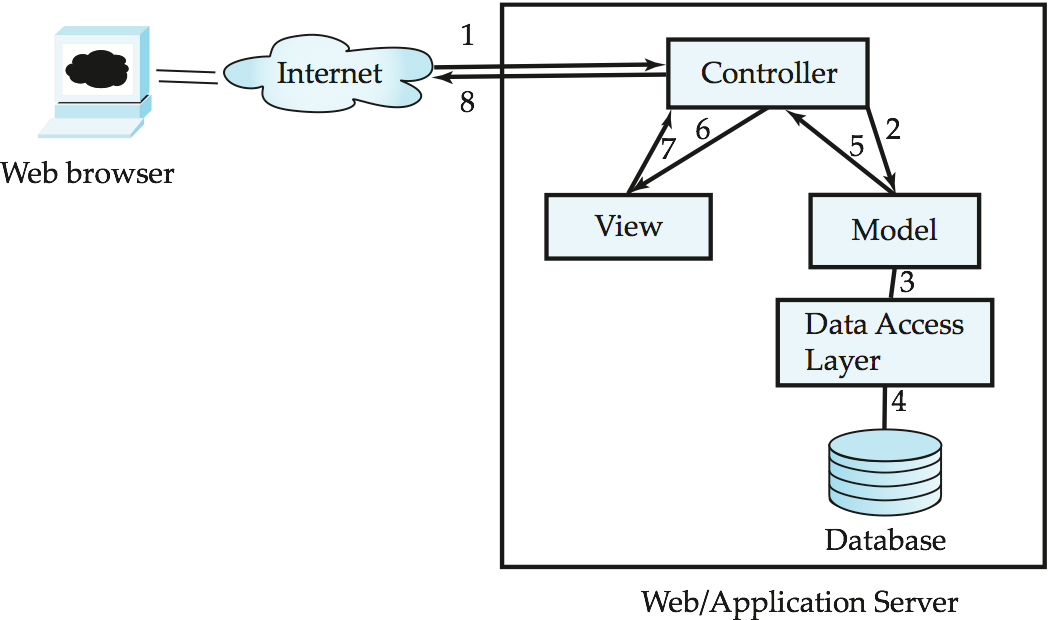 1
Internet
Controller
8
2
6
5
7
Web browser
View
Model
3
Data Access
Layer
4
Database
Web/Application Server